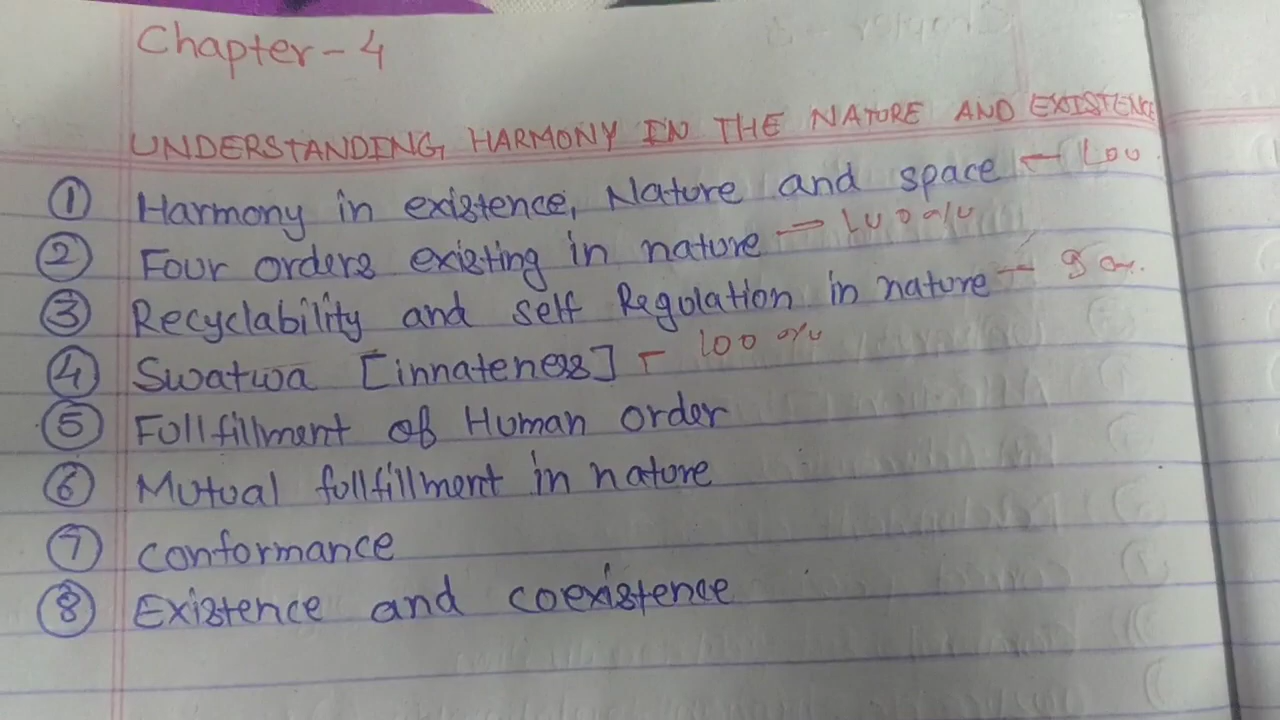 Chapter-4
UNDERSTANDING HARMONY IN THE NATURE AND EXISTENCE
① Harmony in existence, Nature and space - 100
② Four orders existing in nature - 100 %
③ Recyclability and self Regulation in nature -
④ Swatwa [innateness] - 100 %
⑤ Fullfillment of Human order
⑥ Mutual fullfillment in nature
⑦ conformance
⑧ Existence and coexistence